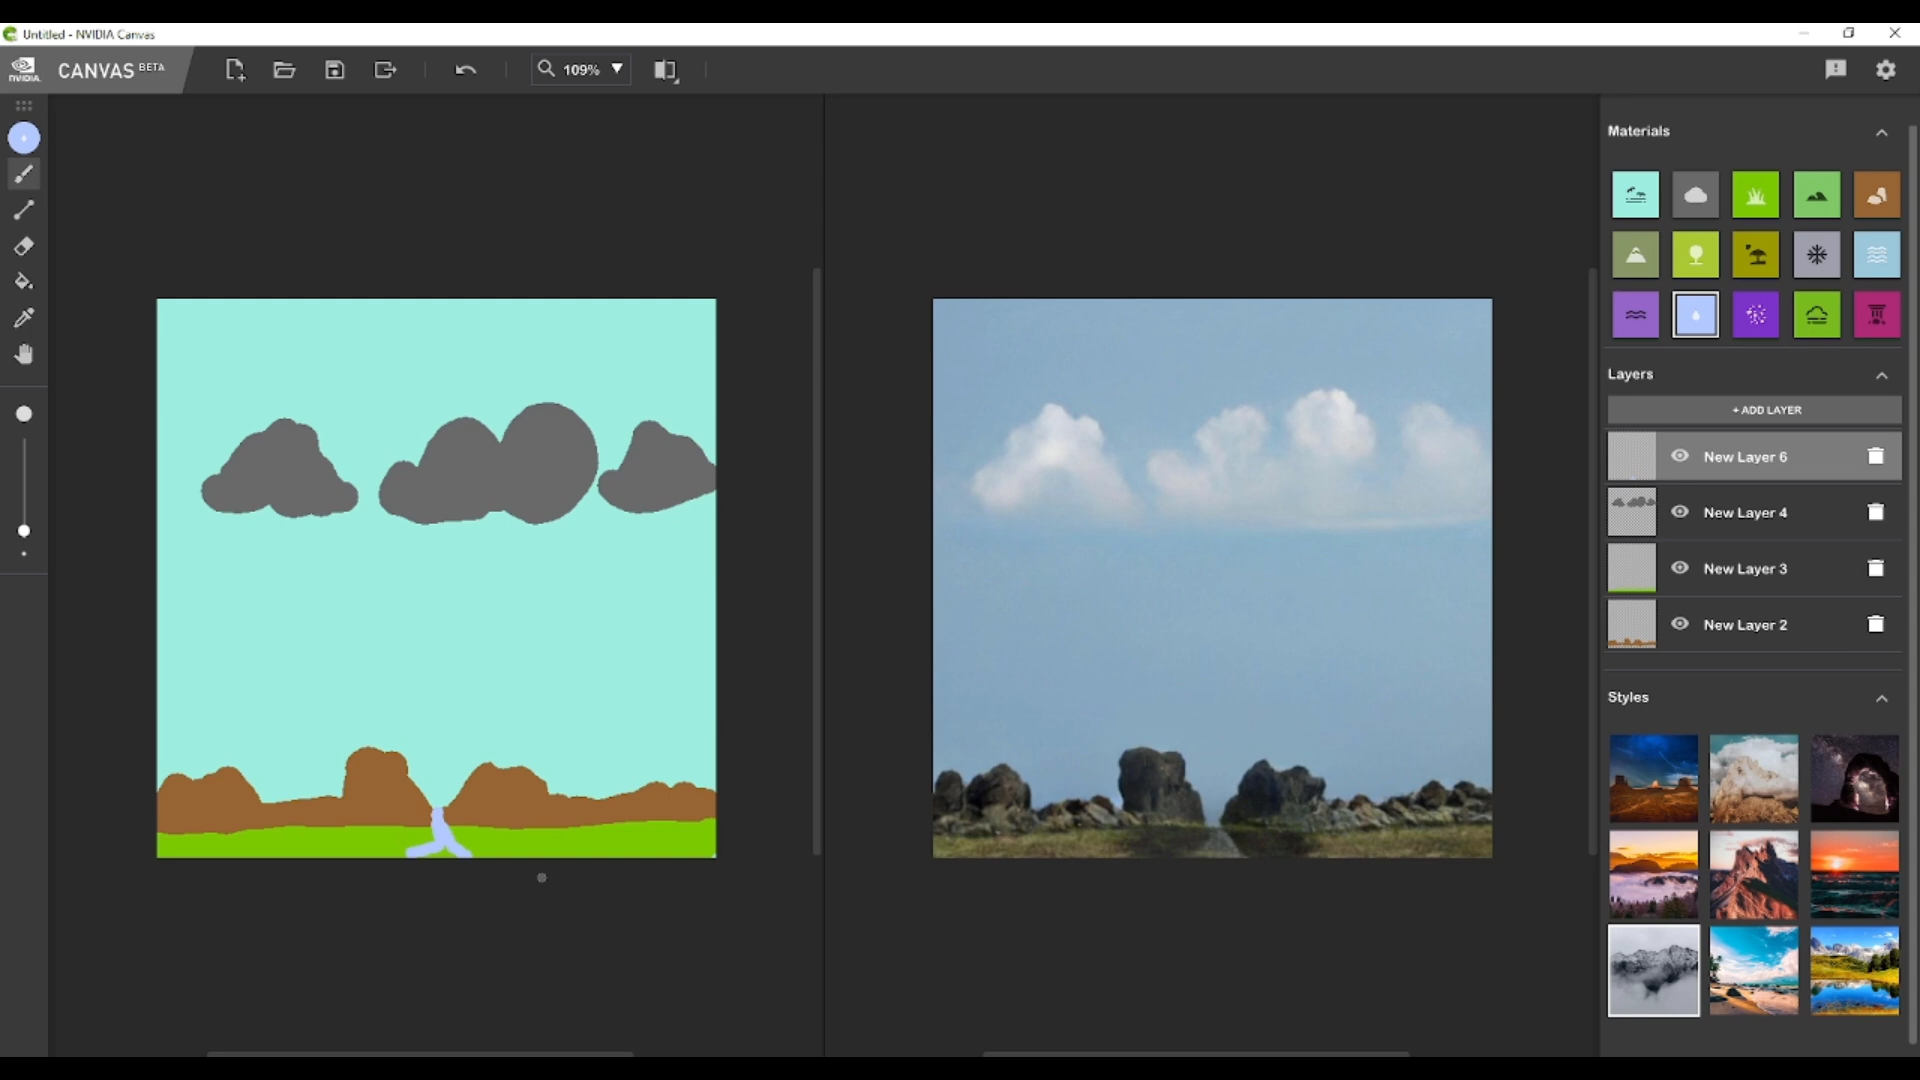 Untitled - NVIDIA Canvas
NVIDIA. CANVAS BETA
109%
Materials
Layers
+ ADD LAYER
New Layer 6
New Layer 4
New Layer 3
New Layer 2
Styles